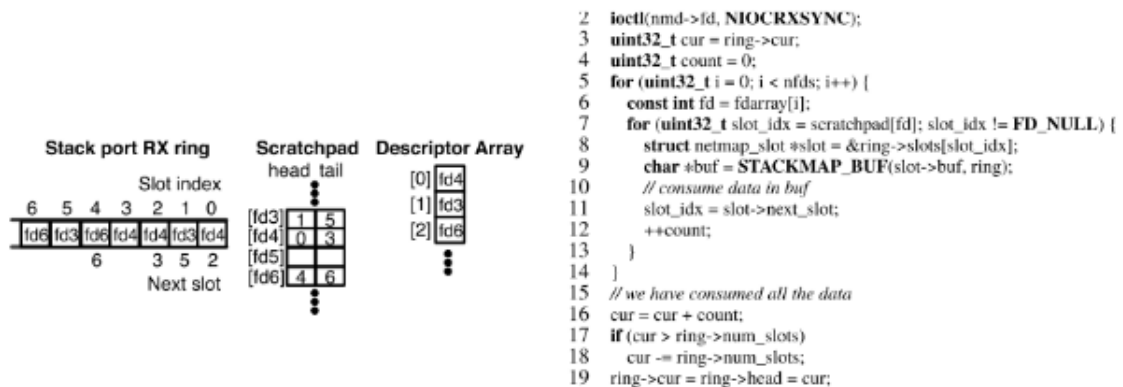 Stack port RX ring
Slot index
6 5 4 3 2 1 0
fd6 fd3 fd6 fd4 fd4 fd3 fd4
6 3 5 2
Next slot
Scratchpad
head tail
[fd3] 1 5
[fd4] 0 3
[fd5]
[fd6] 4 6
Descriptor Array
[0] fd4
[1] fd3
[2] fd6
2 ioctl(nmd->fd, NIOCRXSYNC);
3 uint32_t cur = ring->cur;
4 uint32_t count = 0;
5 for (uint32_t i = 0; i < nfds; i++) {
6 const int fd = fdarray[i];
7 for (uint32_t slot_idx = scratchpad[fd]; slot_idx != FD_NULL) {
8 struct netmap_slot *slot = &ring->slots[slot_idx];
9 char *buf = STACKMAP_BUF(slot->buf, ring);
10 // consume data in buf
11 slot_idx = slot->next_slot;
12 ++count;
13 }
14 }
15 // we have consumed all the data
16 cur = cur + count;
17 if (cur > ring->num_slots)
18 cur -= ring->num_slots;
19 ring->cur = ring->head = cur;